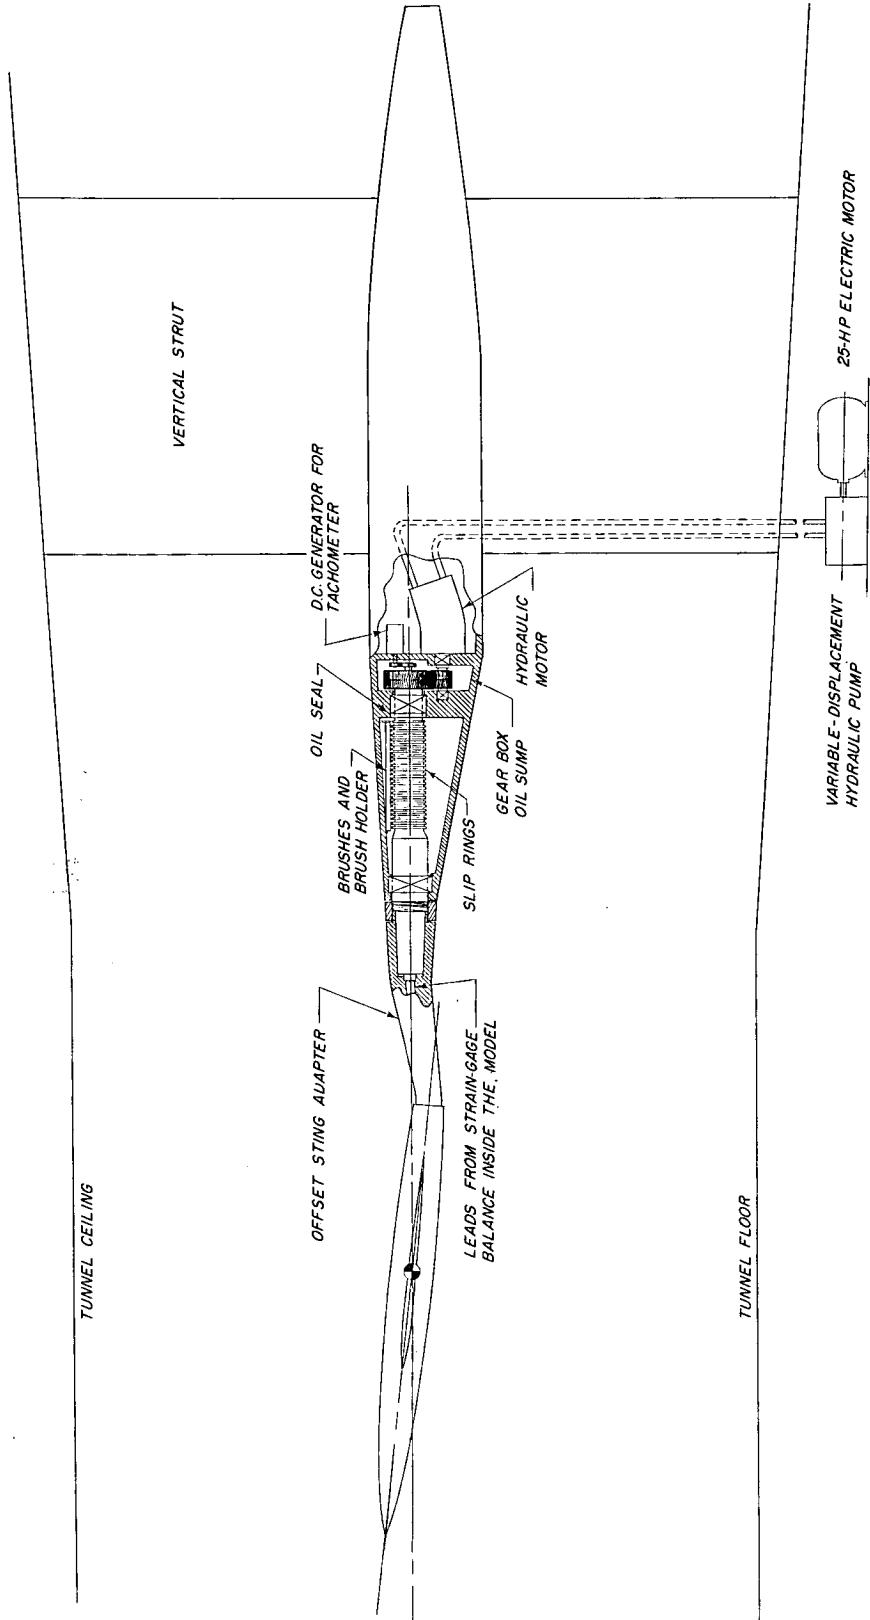 TUNNEL CEILING
VERTICAL STRUT
OFFSET STING ADAPTER
BRUSHES AND
BRUSH HOLDER
OIL SEAL
D.C. GENERATOR FOR
TACHOMETER
LEADS FROM STRAIN-GAGE
BALANCE INSIDE THE MODEL
SLIP RINGS
GEAR BOX
OIL SUMP
HYDRAULIC
MOTOR
TUNNEL FLOOR
VARIABLE-DISPLACEMENT
HYDRAULIC PUMP
25-HP ELECTRIC MOTOR